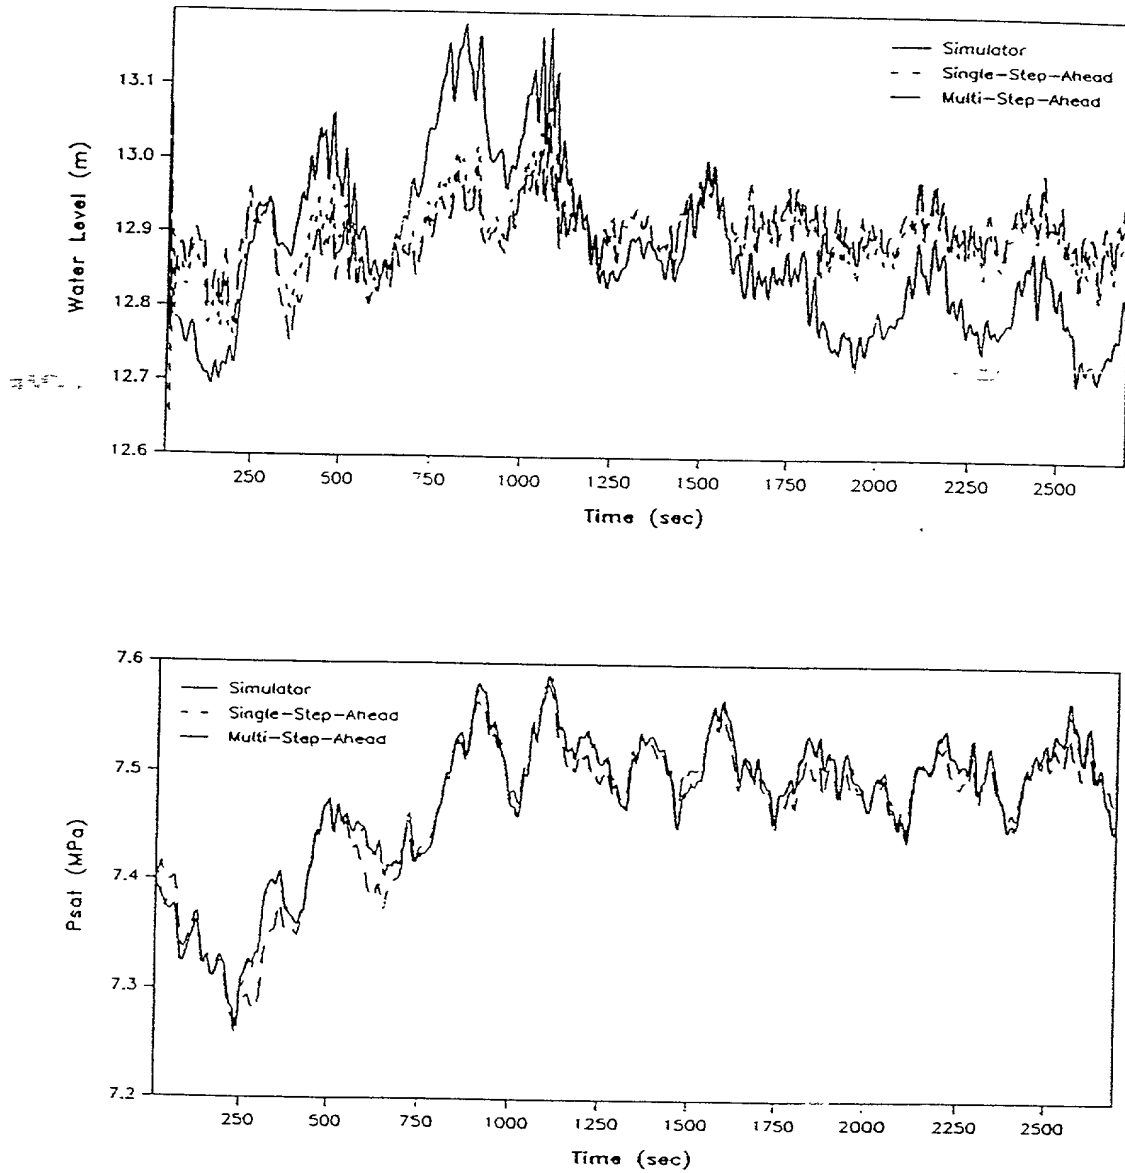 Simulator
Single-Step-Ahead
Multi-Step-Ahead
13.1
13.0
12.9
12.8
12.7
12.6
Water Level (m)
250 500 750 1000 1250 1500 1750 2000 2250 2500
Time (sec)
7.6
7.5
7.4
7.3
7.2
Psat (MPa)
Simulator
Single-Step-Ahead
Multi-Step-Ahead
250 500 750 1000 1250 1500 1750 2000 2250 2500
Time (sec)